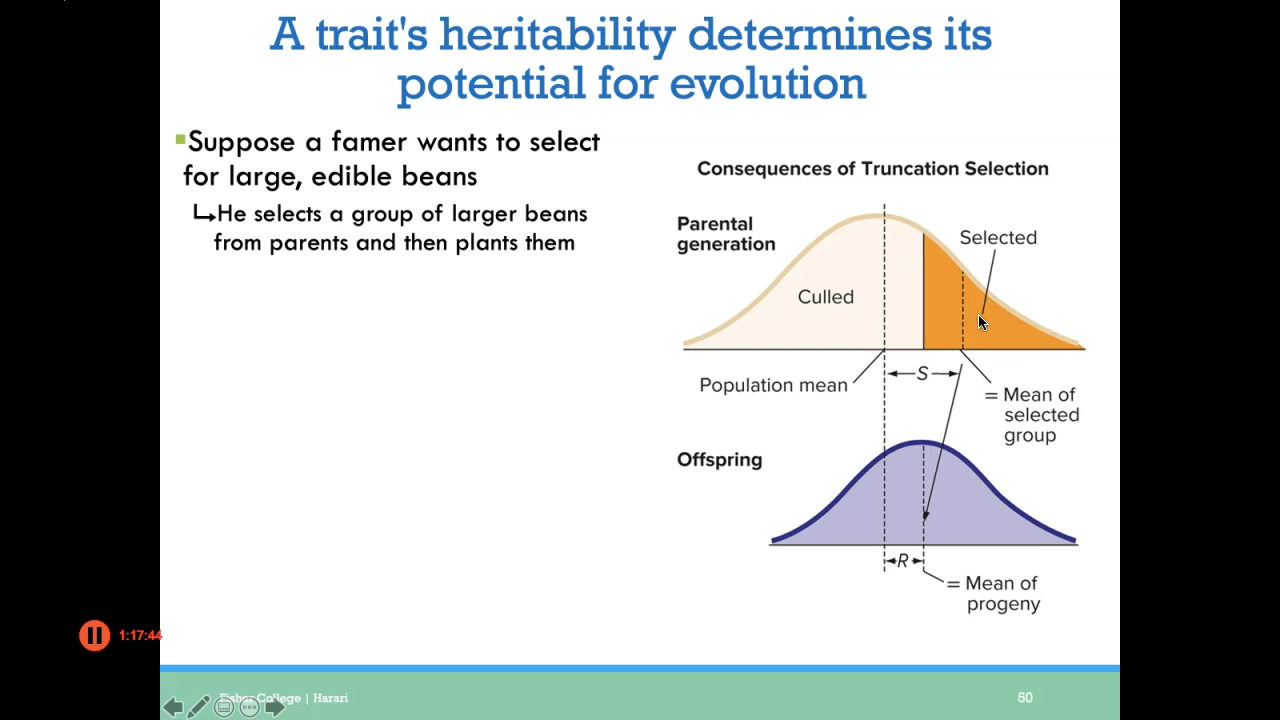 A trait's heritability determines its
potential for evolution
Suppose a famer wants to select
for large, edible beans
He selects a group of larger beans
from parents and then plants them
Consequences of Truncation Selection
Parental
generation
Selected
Culled
Population mean
S
= Mean of
selected
group
Offspring
R
= Mean of
progeny
1:17:44
Fisher College | Harari
50